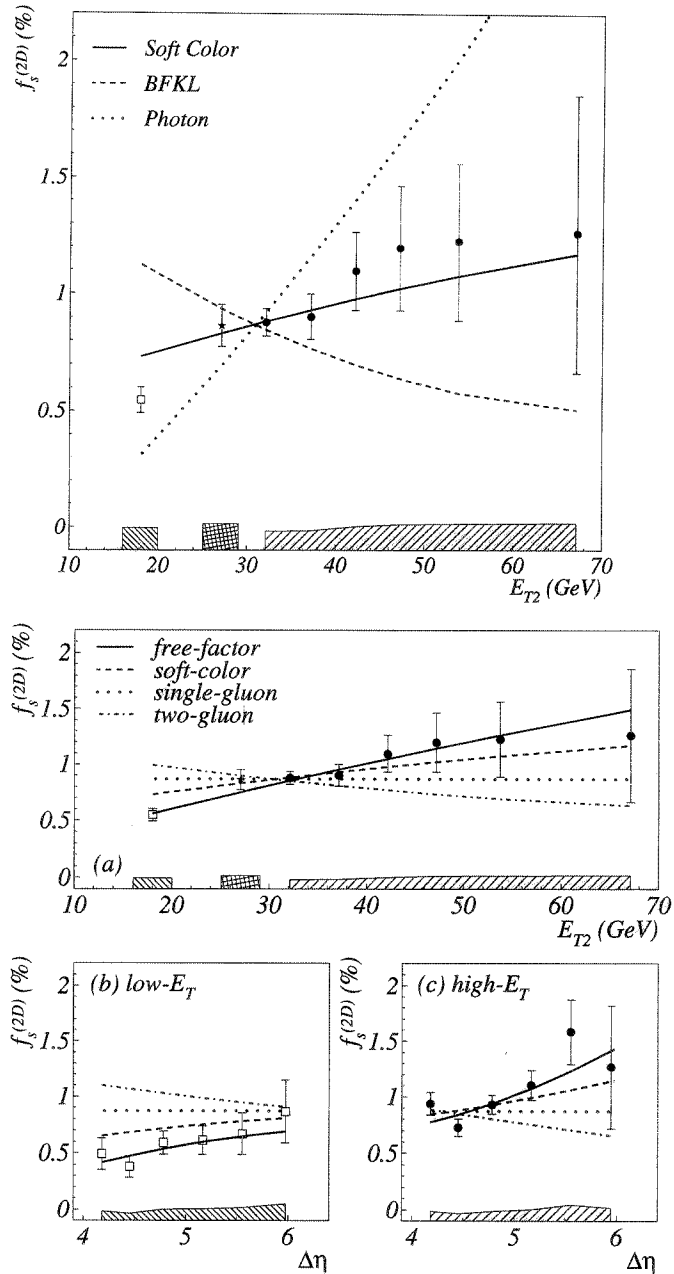 f_s^(2D) (%)
Soft Color
BFKL
Photon
2
1.5
1
0.5
0
10 20 30 40 50 60 70
E_T2 (GeV)
f_s^(2D) (%)
free-factor
soft-color
single-gluon
two-gluon
2
1.5
1
0.5
0
(a)
10 20 30 40 50 60 70
E_T2 (GeV)
f_s^(2D) (%)
(b) low-E_T
2
1.5
1
0.5
0
4 5 6
Δη
f_s^(2D) (%)
(c) high-E_T
2
1.5
1
0.5
0
4 5 6
Δη